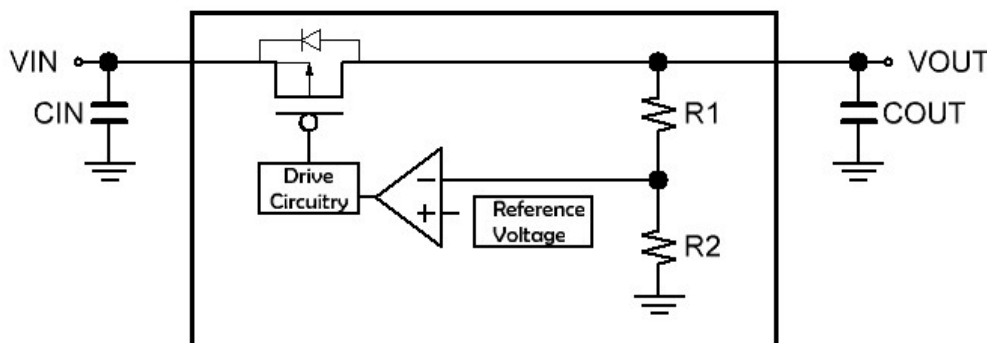 VIN
VOUT
CIN
R1
COUT
Drive
Circuitry
−
+
Reference
Voltage
R2